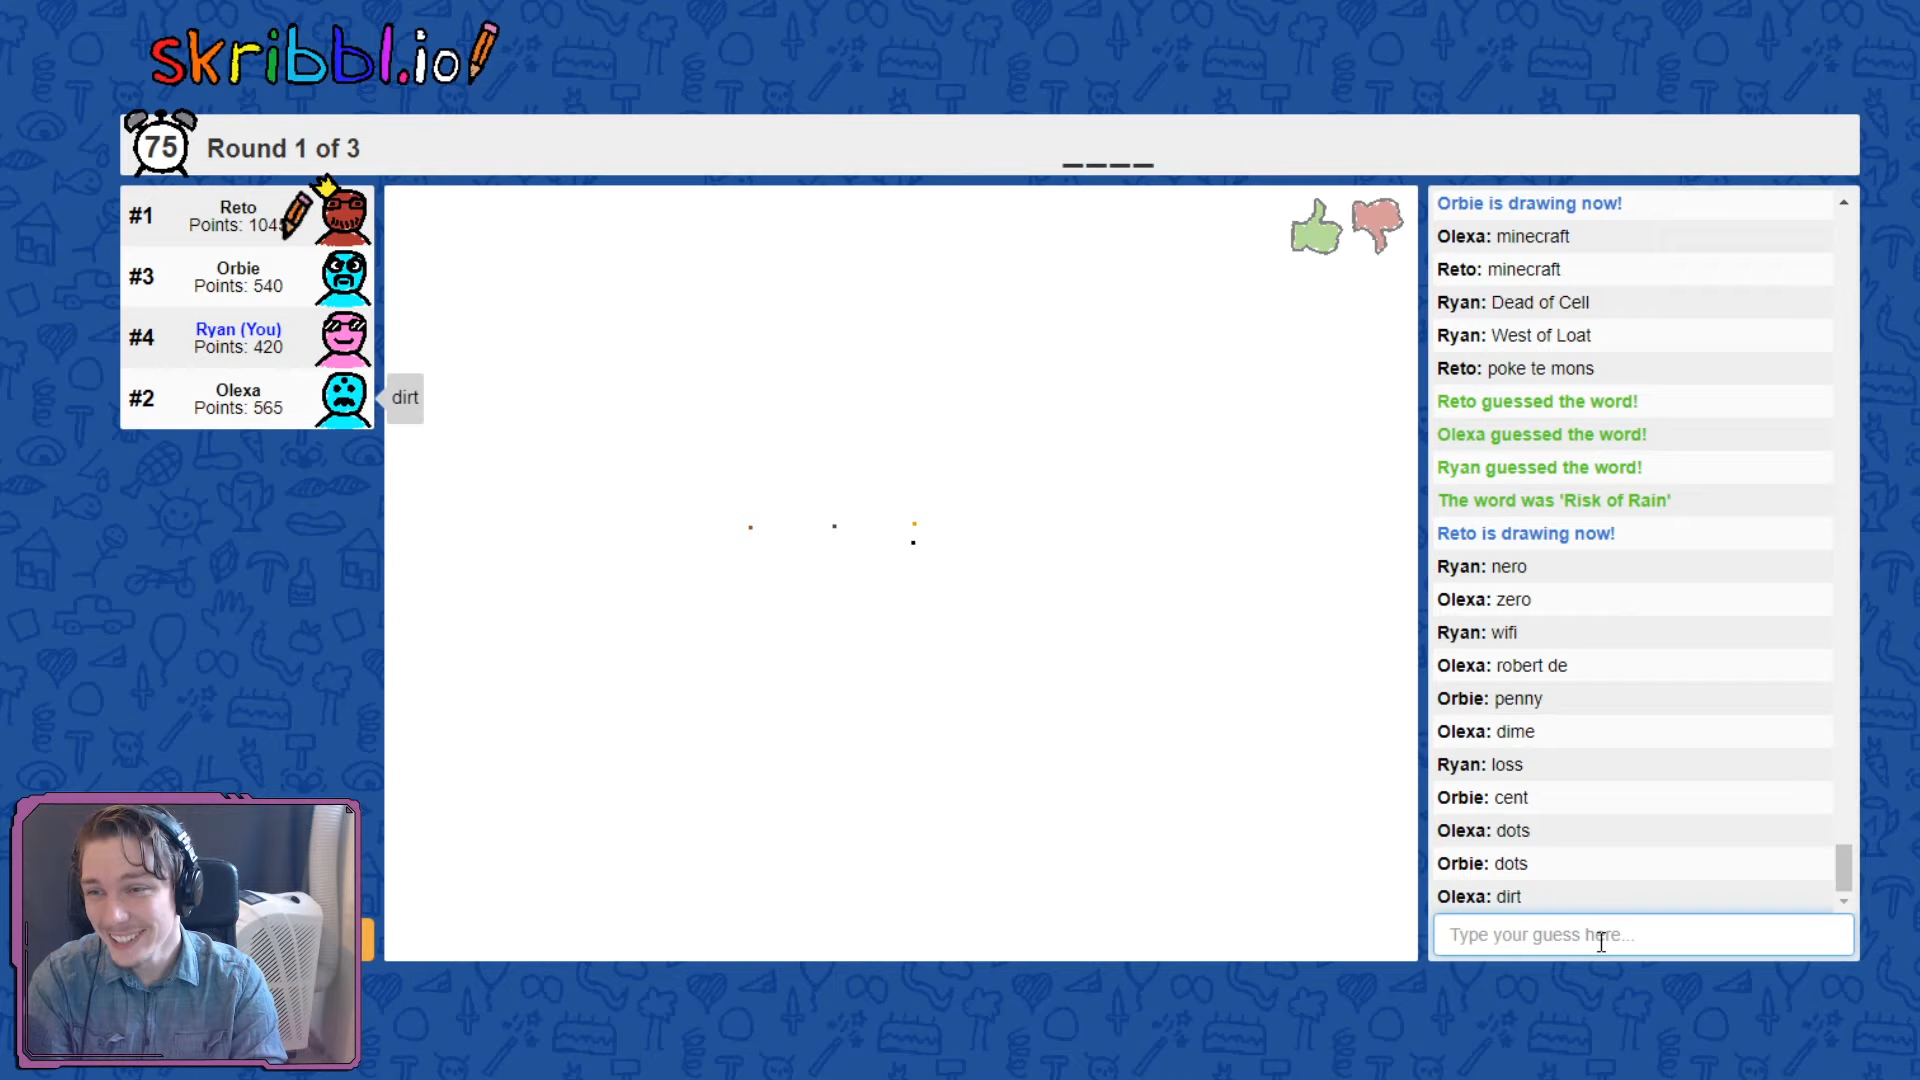 skribbl.io
75
Round 1 of 3
____
#1
Reto
Points: 1045
#3
Orbie
Points: 540
#4
Ryan (You)
Points: 420
#2
Olexa
Points: 565
dirt
Orbie is drawing now!
Olexa: minecraft
Reto: minecraft
Ryan: Dead of Cell
Ryan: West of Loat
Reto: poke te mons
Reto guessed the word!
Olexa guessed the word!
Ryan guessed the word!
The word was 'Risk of Rain'
Reto is drawing now!
Ryan: nero
Olexa: zero
Ryan: wifi
Olexa: robert de
Orbie: penny
Olexa: dime
Ryan: loss
Orbie: cent
Olexa: dots
Orbie: dots
Olexa: dirt
Type your guess here...